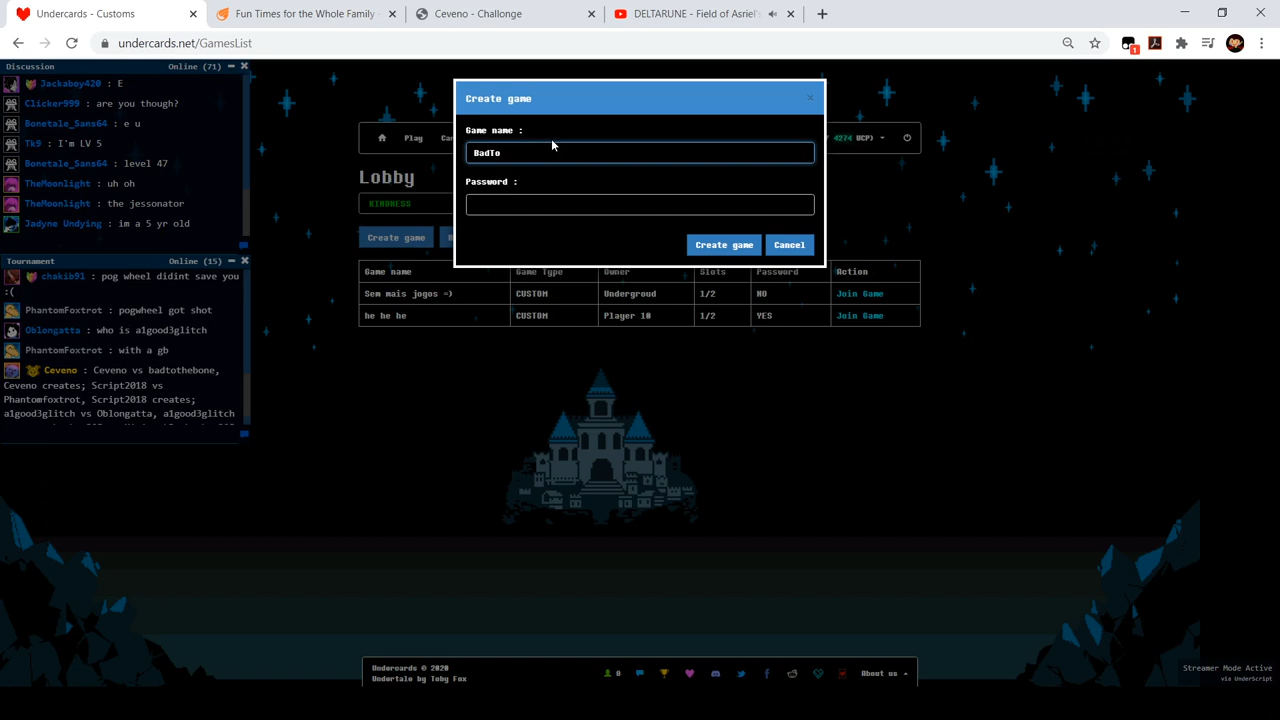 Undercards - Customs
Fun Times for the Whole Family -
Ceveno - Challonge
DELTARUNE - Field of Asriel's
undercards.net/GamesList
1
Discussion Online (71)
Jackaboy420 : E
Clicker999 : are you though?
Bonetale_Sans64 : e u
Tk9 : I'm LV 5
Bonetale_Sans64 : level 47
TheMoonlight : uh oh
TheMoonlight : the jessonator
Jadyne Undying : im a 5 yr old
Tournament Online (15)
chakib91 : pog wheel didint save you
:(
PhantomFoxtrot : pogwheel got shot
Oblongatta : who is a1good3glitch
PhantomFoxtrot : with a gb
Ceveno : Ceveno vs badtothebone,
Ceveno creates; Script2018 vs
Phantomfoxtrot, Script2018 creates;
a1good3glitch vs Oblongatta, a1good3glitch
Play
4274 UCP)
Lobby
KINDNESS
Create game
Create game
Game name :
BadTo
Password :
Create game Cancel
Game name Game Type Owner Slots Password Action
Sem mais jogos =) CUSTOM Undergroud 1/2 NO Join Game
he he he CUSTOM Player 10 1/2 YES Join Game
Undercards © 2020
Undertale by Toby Fox
0
About us
Streamer Mode Active
via UnderScript